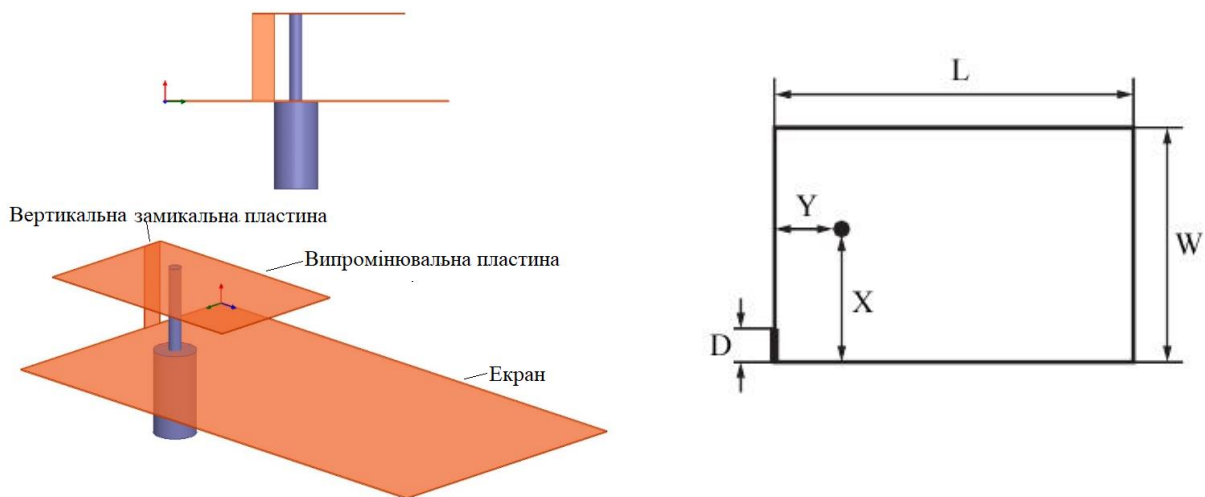 Вертикальна замикальна пластина
Випромінювальна пластина
Екран
L
Y
X
W
D